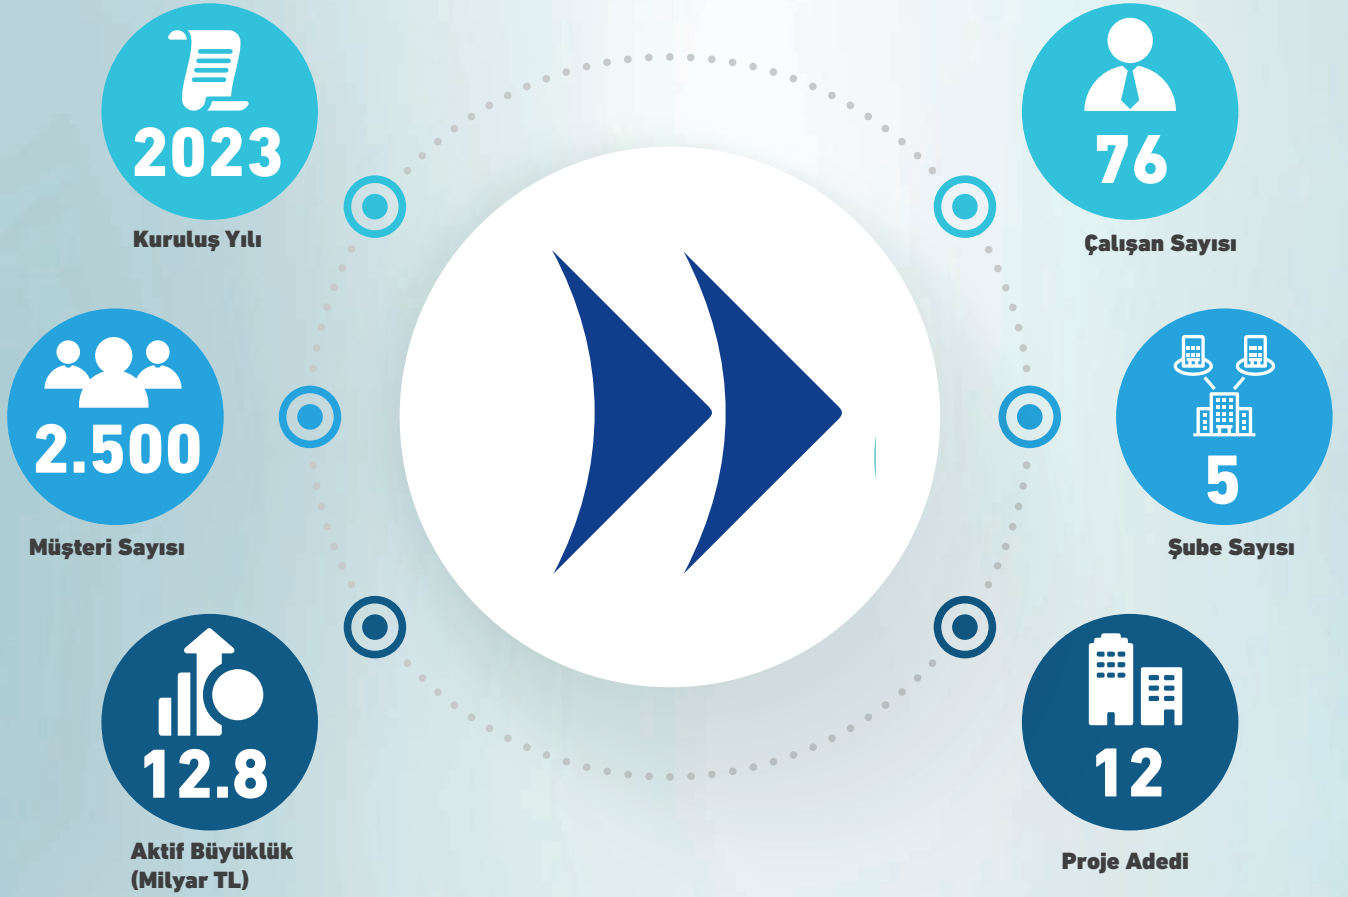 2023
Kuruluş Yılı
76
Çalışan Sayısı
2.500
Müşteri Sayısı
5
Şube Sayısı
12.8
Aktif Büyüklük
(Milyar TL)
12
Proje Adedi